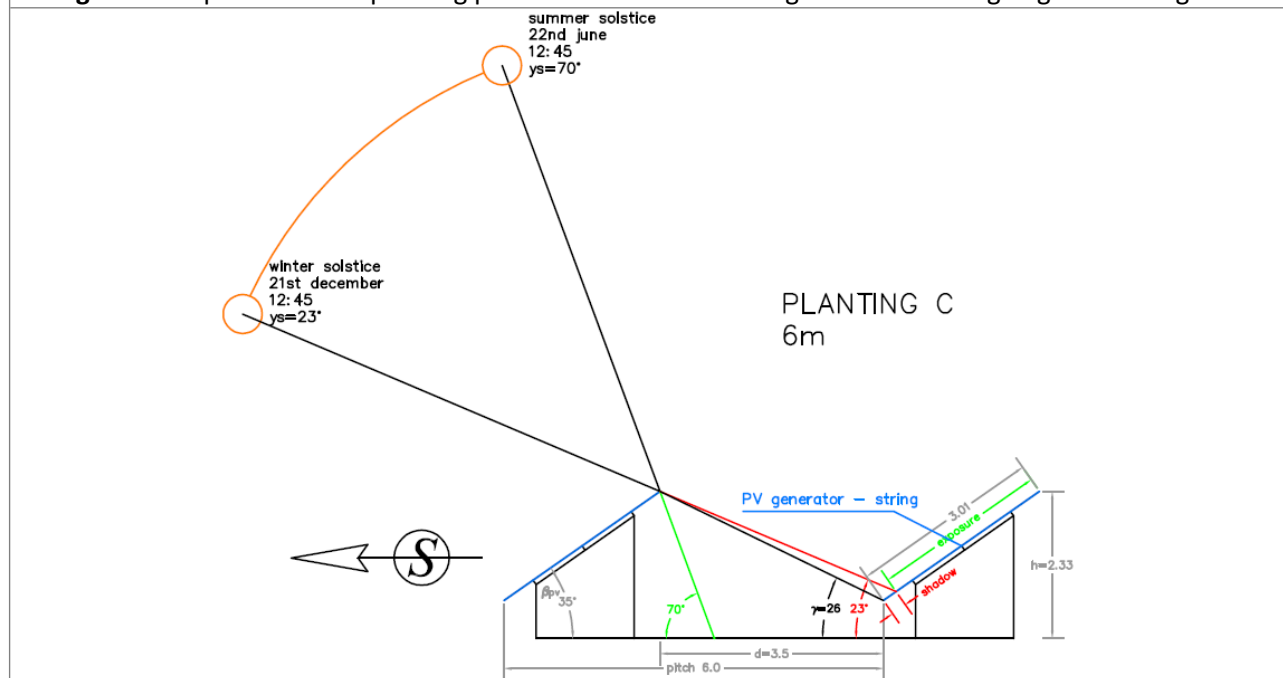 summer solstice
22nd june
12:45
ys=70°
winter solstice
21st december
12:45
ys=23°
PLANTING C
6m
PV generator – string
3.01
exposure
shadow
h=2.33
S
βpv
35°
70°
γ=26
23°
d=3.5
pitch 6.0